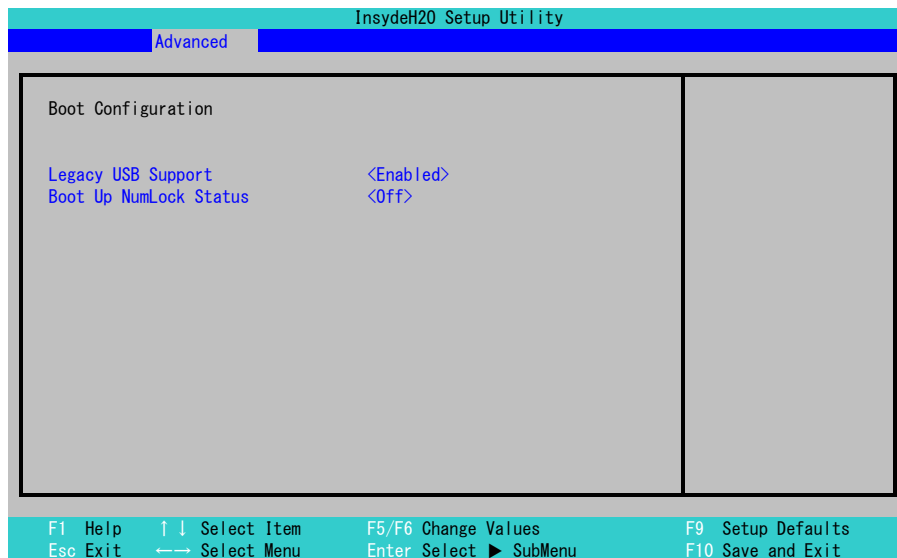 InsydeH2O Setup Utility
Advanced
Boot Configuration
Legacy USB Support <Enabled>
Boot Up NumLock Status <Off>
F1 Help ↑↓ Select Item F5/F6 Change Values F9 Setup Defaults
Esc Exit ←→ Select Menu Enter Select ▶ SubMenu F10 Save and Exit